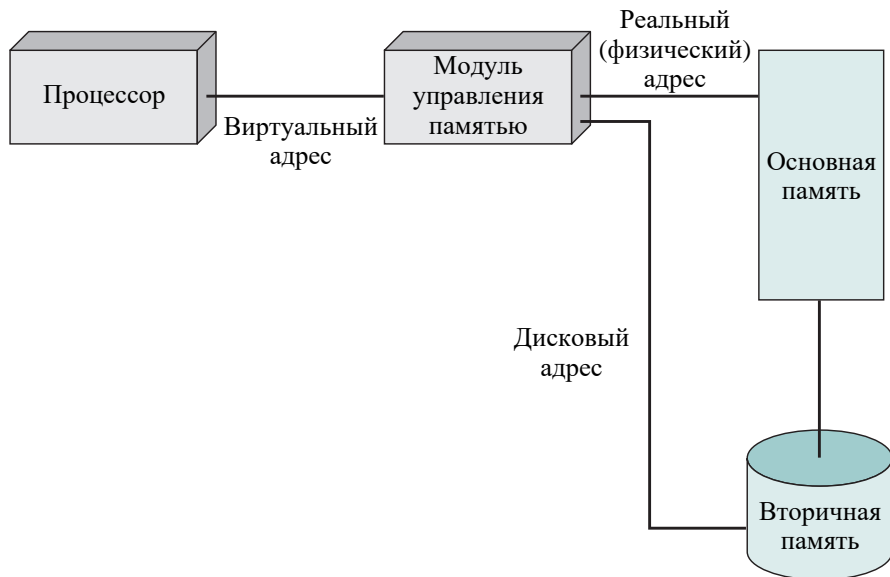 Процессор
Виртуальный
адрес
Модуль
управления
памятью
Реальный
(физический)
адрес
Основная
память
Дисковый
адрес
Вторичная
память